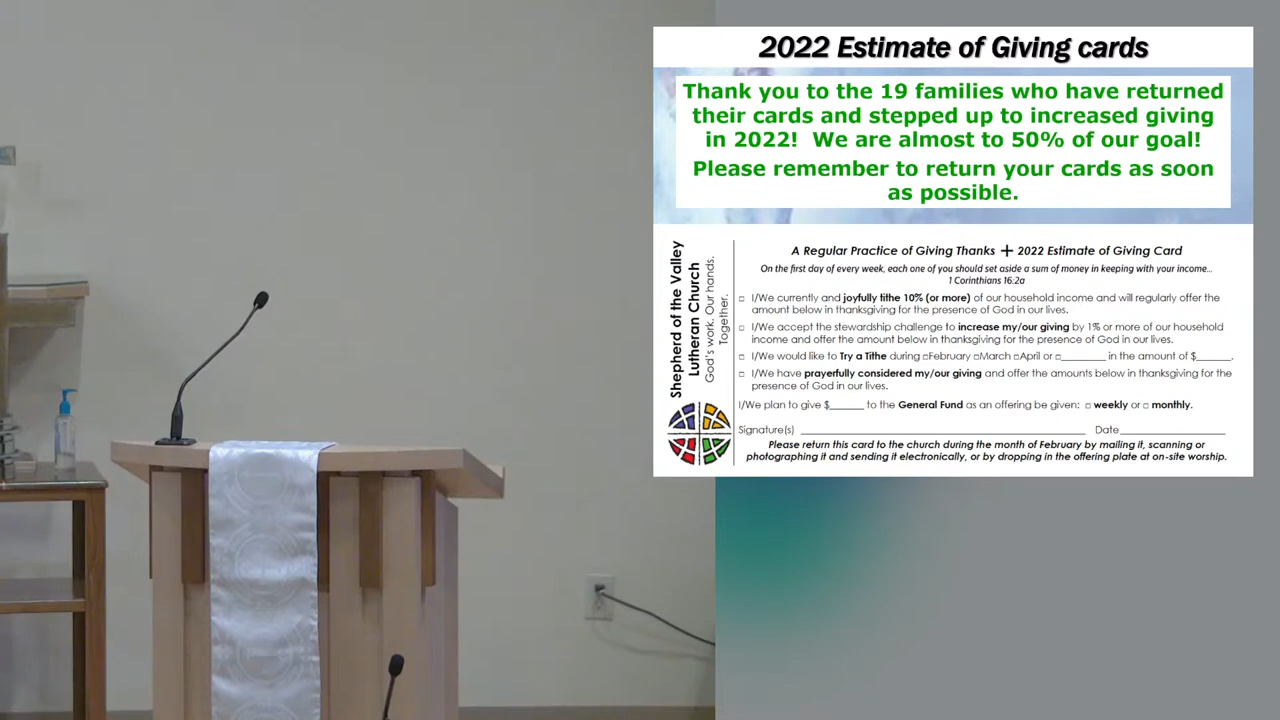 2022 Estimate of Giving cards
Thank you to the 19 families who have returned
their cards and stepped up to increased giving
in 2022!  We are almost to 50% of our goal!
Please remember to return your cards as soon
as possible.
Shepherd of the Valley
Lutheran Church
God's work. Our hands.
Together.
A Regular Practice of Giving Thanks + 2022 Estimate of Giving Card
On the first day of every week, each one of you should set aside a sum of money in keeping with your income...
1 Corinthians 16:2a
□ I/We currently and joyfully tithe 10% (or more) of our household income and will regularly offer the
amount below in thanksgiving for the presence of God in our lives.
□ I/We accept the stewardship challenge to increase my/our giving by 1% or more of our household
income and offer the amount below in thanksgiving for the presence of God in our lives.
□ I/We would like to Try a Tithe during □February □March □April or □________ in the amount of $______.
□ I/We have prayerfully considered my/our giving and offer the amounts below in thanksgiving for the
presence of God in our lives.
I/We plan to give $______ to the General Fund as an offering be given: □ weekly or □ monthly.
Signature(s) ________________________________________ Date________________
Please return this card to the church during the month of February by mailing it, scanning or
photographing it and sending it electronically, or by dropping in the offering plate at on-site worship.